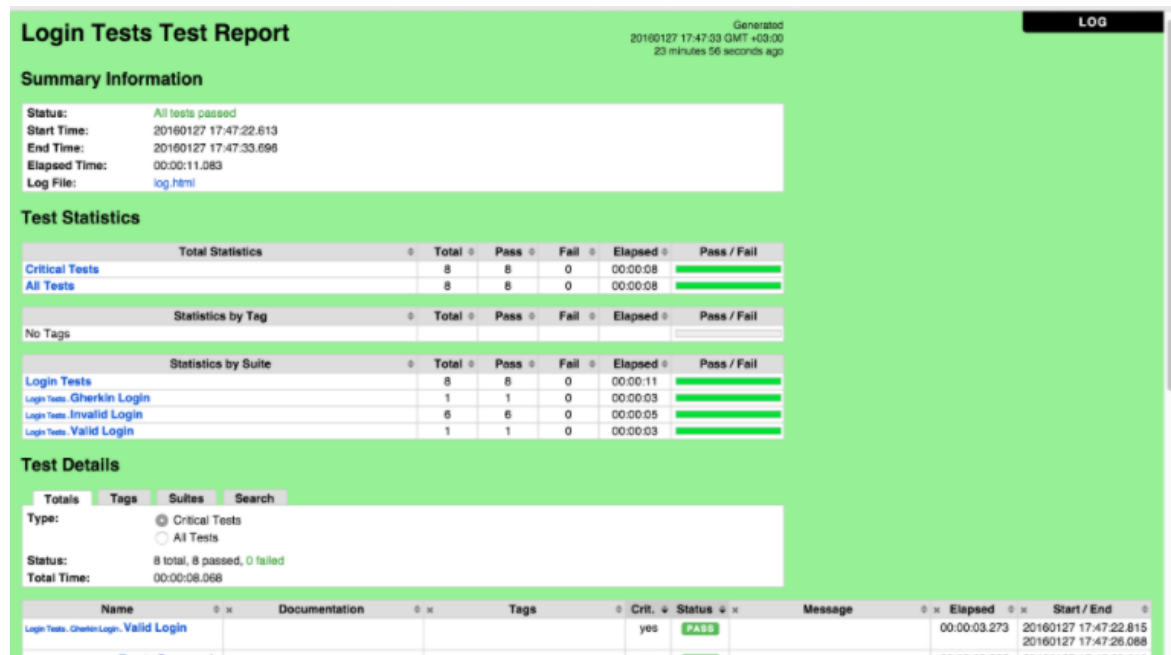 Login Tests Test Report
Generated
20160127 17:47:33 GMT +03:00
23 minutes 56 seconds ago
LOG
Summary Information
Status: All tests passed
Start Time: 20160127 17:47:22.613
End Time: 20160127 17:47:33.696
Elapsed Time: 00:00:11.083
Log File: log.html
Test Statistics
Total Statistics Total Pass Fail Elapsed Pass / Fail
Critical Tests 8 8 0 00:00:08
All Tests 8 8 0 00:00:08
Statistics by Tag Total Pass Fail Elapsed Pass / Fail
No Tags
Statistics by Suite Total Pass Fail Elapsed Pass / Fail
Login Tests 8 8 0 00:00:11
Login Tests . Gherkin Login 1 1 0 00:00:03
Login Tests . Invalid Login 6 6 0 00:00:05
Login Tests . Valid Login 1 1 0 00:00:03
Test Details
Totals Tags Suites Search
Type: Critical Tests
All Tests
Status: 8 total, 8 passed, 0 failed
Total Time: 00:00:08.068
Name × Documentation × Tags Crit. Status × Message × Elapsed × Start / End
Login Tests . Gherkin Login . Valid Login yes PASS 00:00:03.273 20160127 17:47:22.815
20160127 17:47:26.088